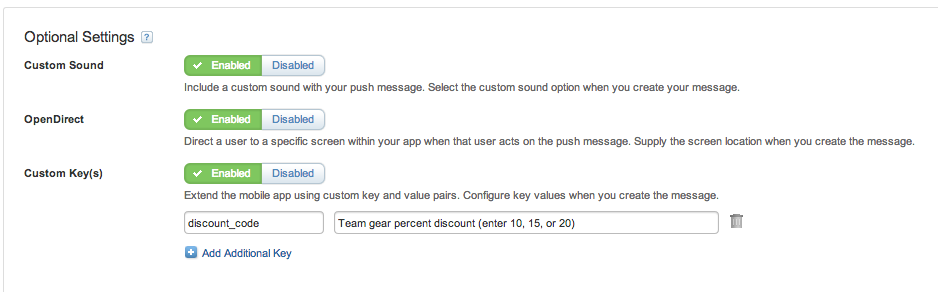 Optional Settings ?
Custom Sound Enabled Disabled
Include a custom sound with your push message. Select the custom sound option when you create your message.
OpenDirect Enabled Disabled
Direct a user to a specific screen within your app when that user acts on the push message. Supply the screen location when you create the message.
Custom Key(s) Enabled Disabled
Extend the mobile app using custom key and value pairs. Configure key values when you create the message.
discount_code Team gear percent discount (enter 10, 15, or 20)
Add Additional Key